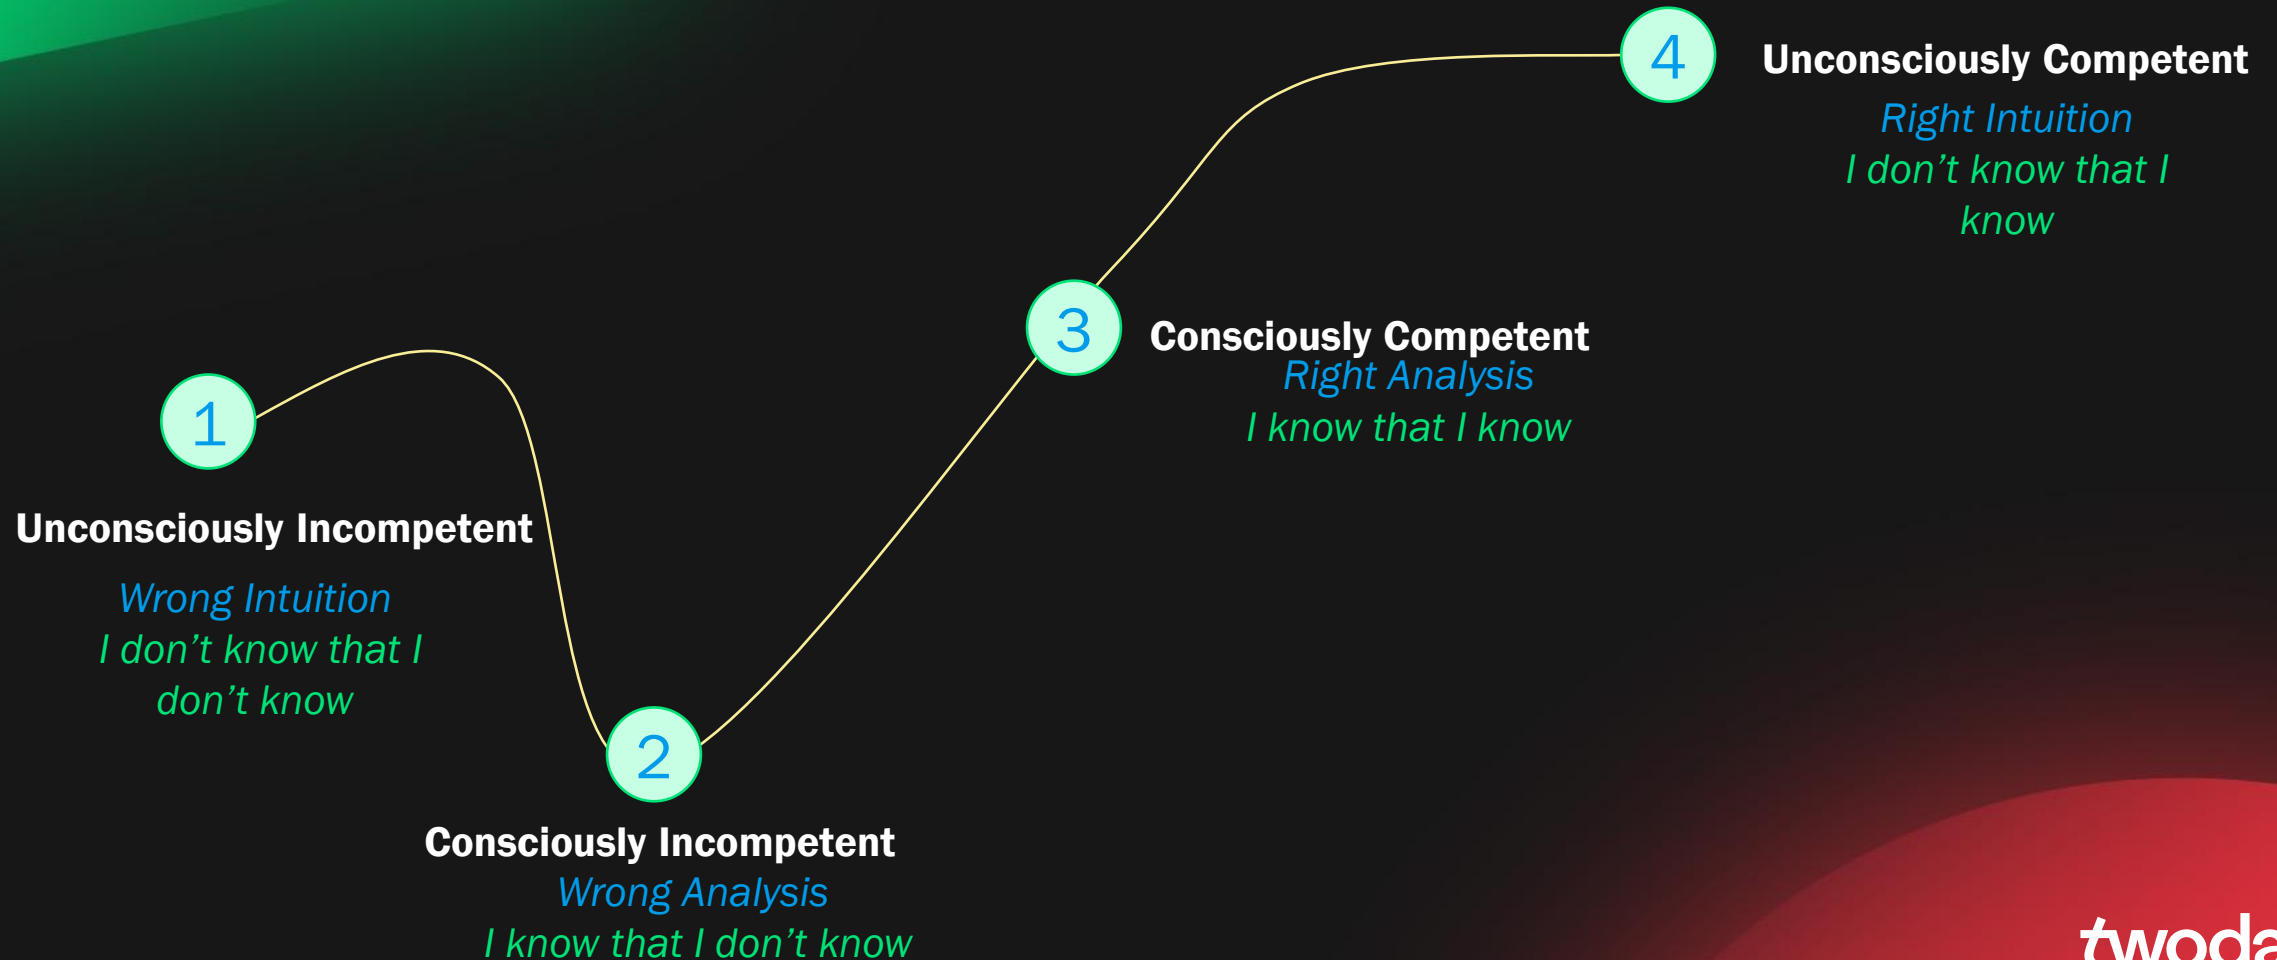 1
Unconsciously Incompetent
Wrong Intuition
I don’t know that I
don’t know
2
Consciously Incompetent
Wrong Analysis
I know that I don’t know
3
Consciously Competent
Right Analysis
I know that I know
4
Unconsciously Competent
Right Intuition
I don’t know that I
know
twoda